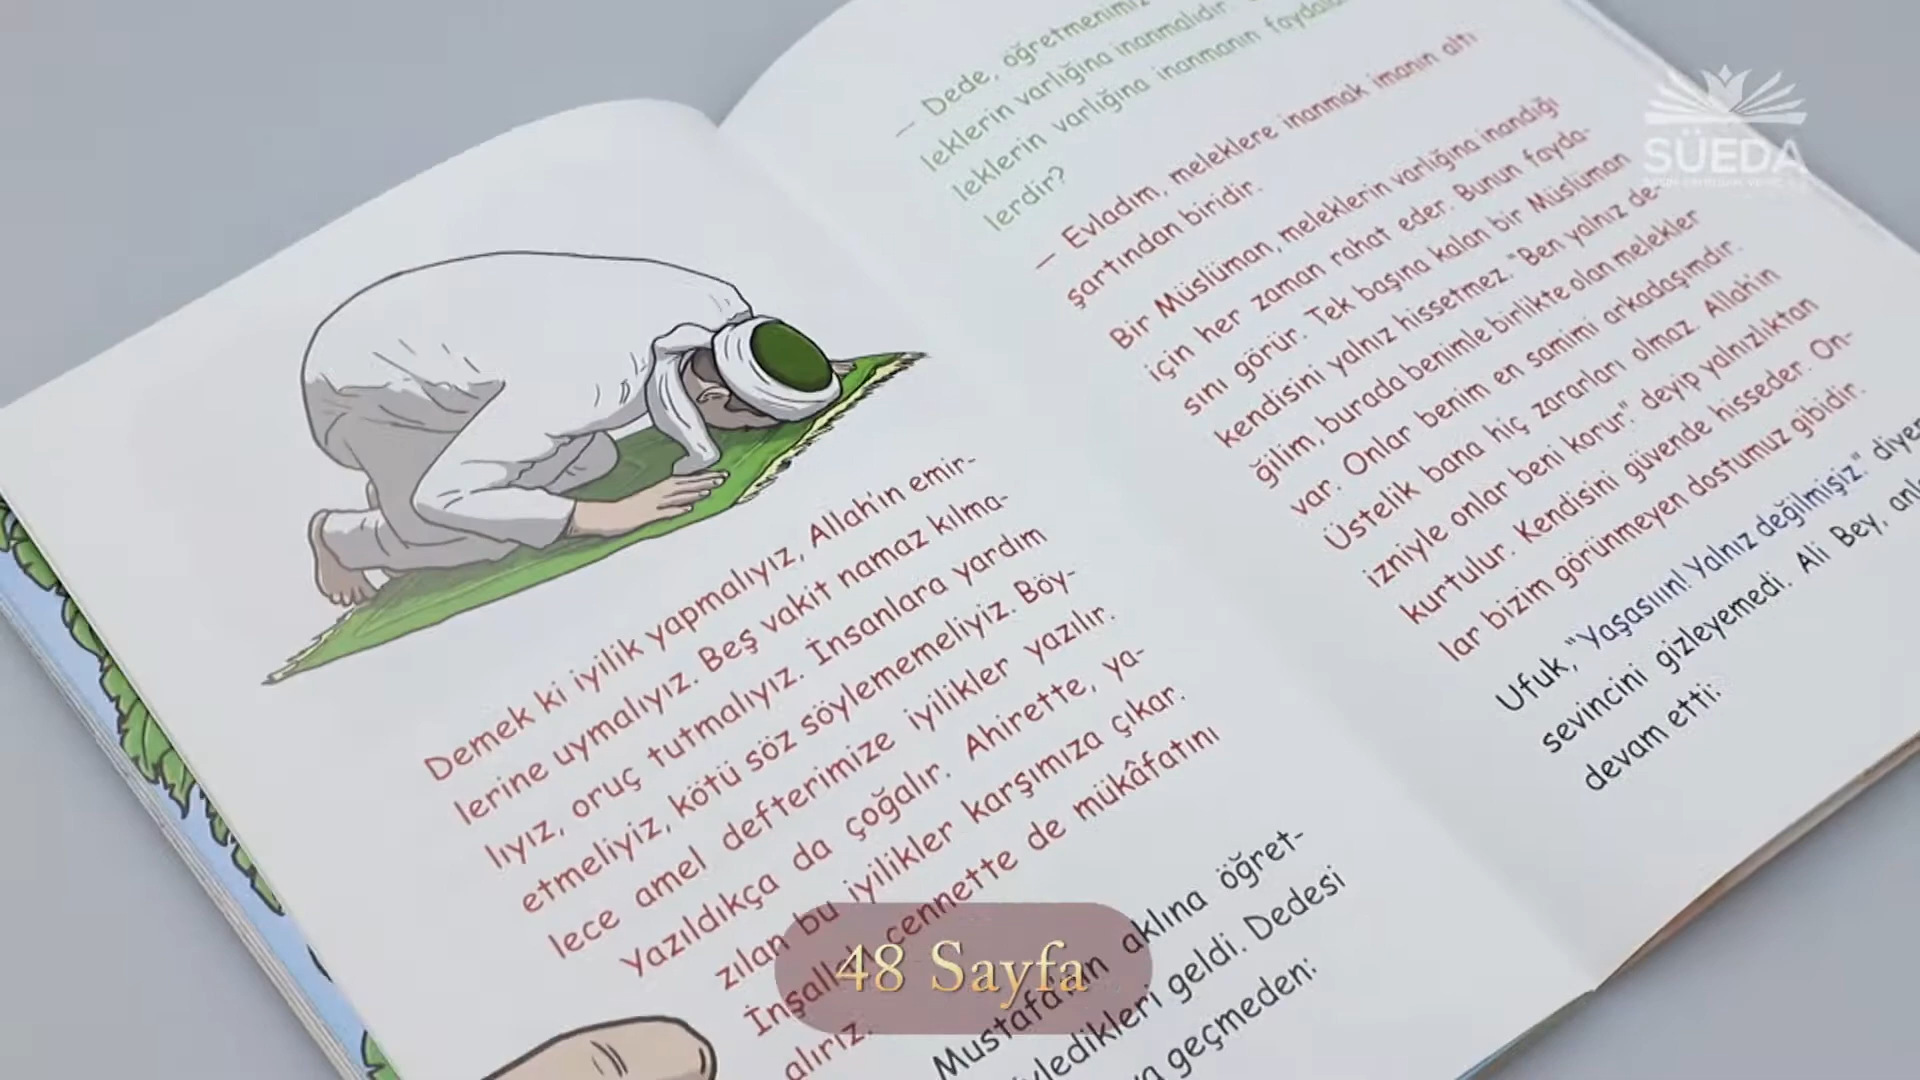 Demek ki iyilik yapmalıyız, Allah'ın emir-
lerine uymalıyız. Beş vakit namaz kılma-
lıyız, oruç tutmalıyız. İnsanlara yardım
etmeliyiz, kötü söz söylememeliyiz. Böy-
lece amel defterimize iyilikler yazılır.
Yazıldıkça da çoğalır. Ahirette, ya-
zılan bu iyilikler karşımıza çıkar.
cennette de mükâfatını
alırız.
Mustafa'nın aklına öğret-
geldi. Dedesi
geçmeden:
— Dede, öğretmenimiz
leklerin varlığına inanmalıdır.
leklerin varlığına inanmanın
lerdir?
— Evladım, meleklere inanmak imanın altı
şartından biridir.
Bir Müslüman, meleklerin varlığına inandığı
için her zaman rahat eder. Bunun fayda-
sını görür. Tek başına kalan bir Müslüman
kendisini yalnız hissetmez. "Ben yalnız de-
ğilim, burada benimle birlikte olan melekler
var. Onlar benim en samimi arkadaşımdır.
Üstelik bana hiç zararları olmaz. Allah'ın
izniyle onlar beni korur." deyip yalnızlıktan
kurtulur. Kendisini güvende hisseder. On-
lar bizim görünmeyen dostumuz gibidir.
Ufuk, "Yaşasııın! Yalnız değilmişiz." diyer
sevincini gizleyemedi. Ali Bey,
devam etti:
SÜEDA
48 Sayfa